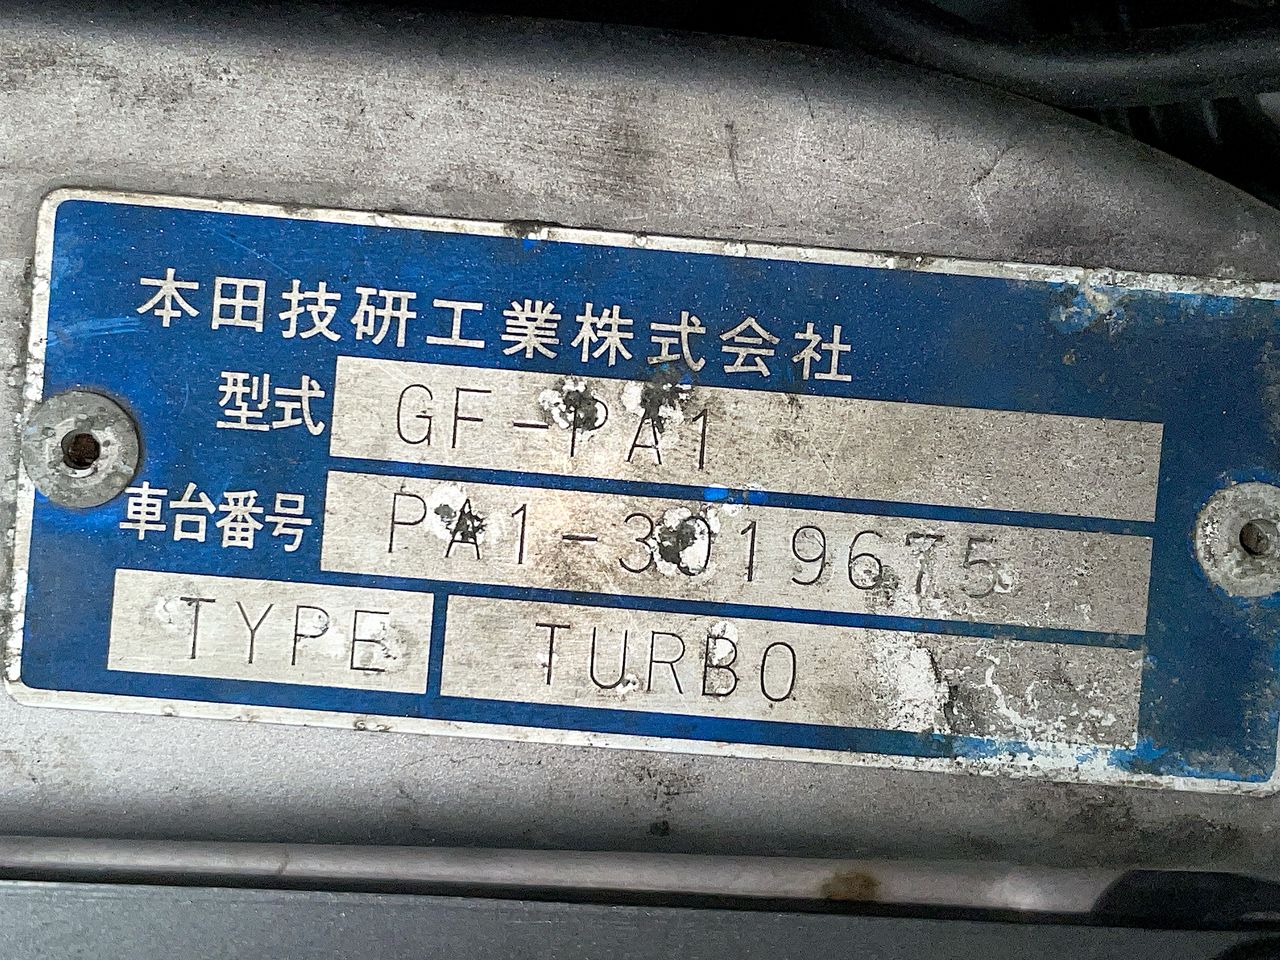 本田技研工業株式会社
型式 GF-PA1
車台番号 PA1-3019675
TYPE TURBO